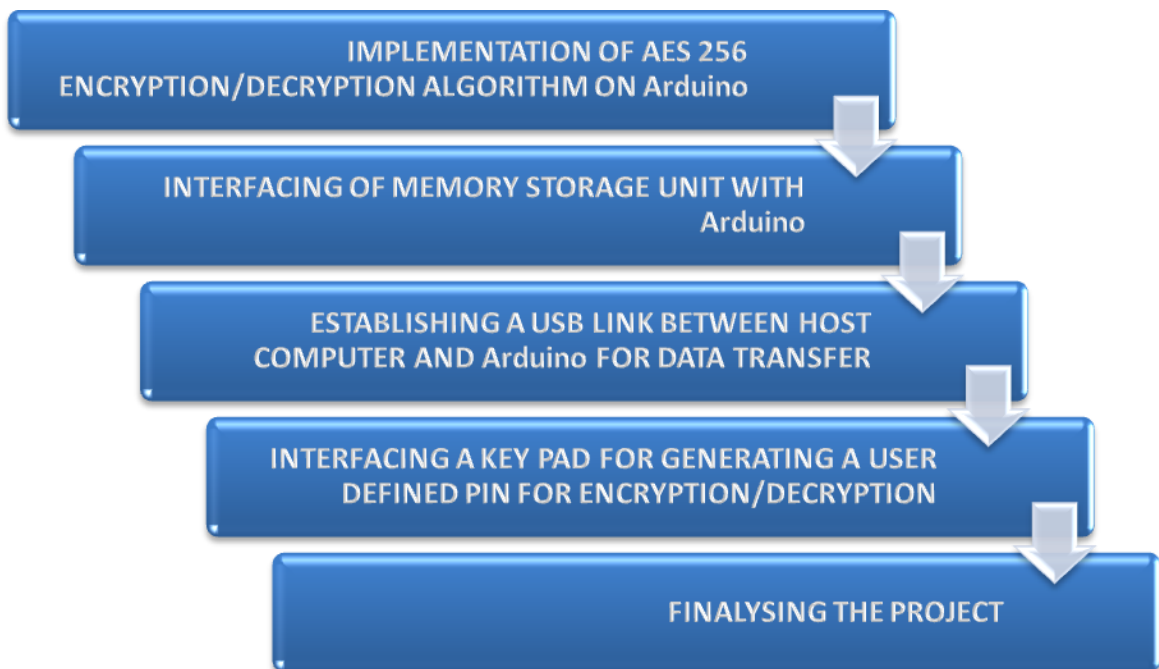 IMPLEMENTATION OF AES 256
ENCRYPTION/DECRYPTION ALGORITHM ON Arduino
INTERFACING OF MEMORY STORAGE UNIT WITH
Arduino
ESTABLISHING A USB LINK BETWEEN HOST
COMPUTER AND Arduino FOR DATA TRANSFER
INTERFACING A KEY PAD FOR GENERATING A USER
DEFINED PIN FOR ENCRYPTION/DECRYPTION
FINALYSING THE PROJECT